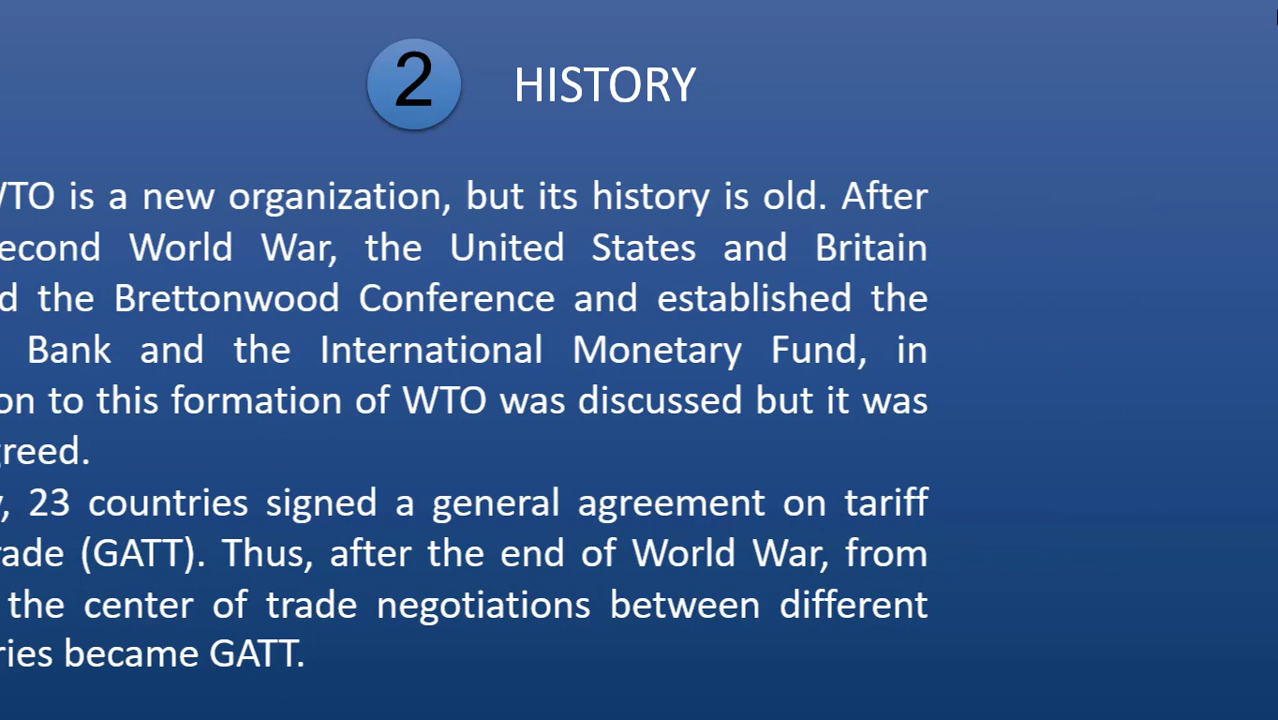 2 HISTORY
WTO is a new organization, but its history is old. After
econd World War, the United States and Britain
d the Brettonwood Conference and established the
Bank and the International Monetary Fund, in
on to this formation of WTO was discussed but it was
greed.
y, 23 countries signed a general agreement on tariff
rade (GATT). Thus, after the end of World War, from
the center of trade negotiations between different
ries became GATT.